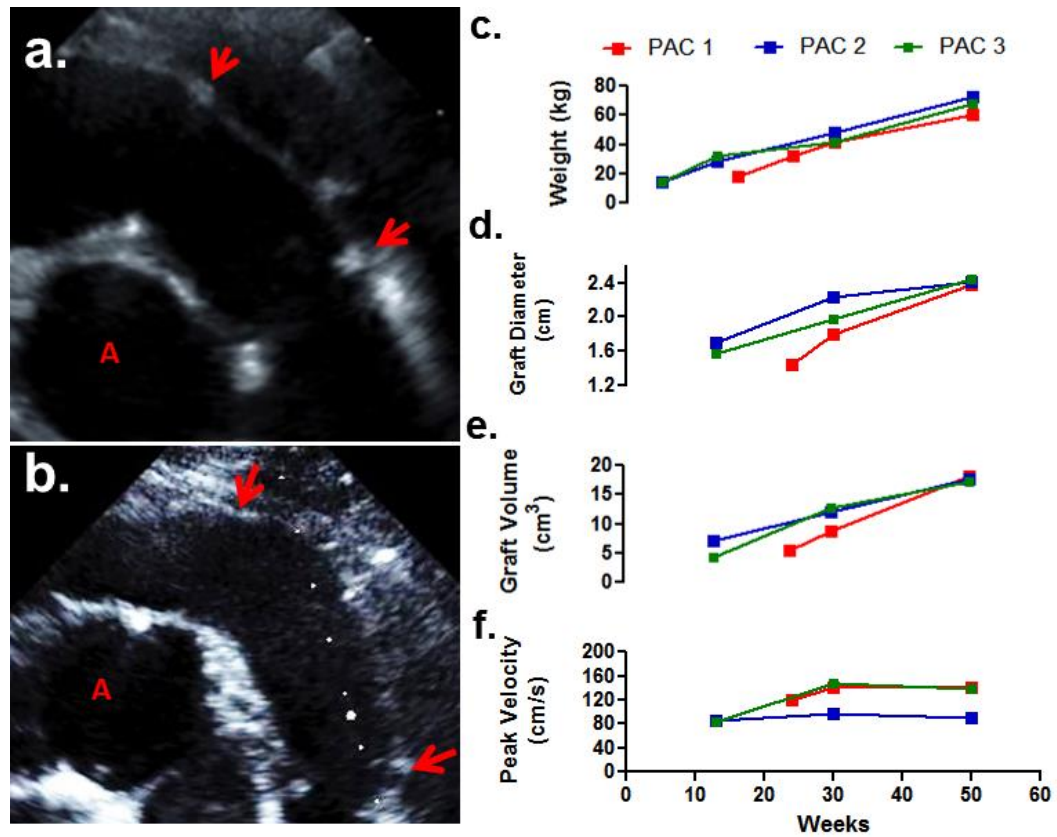 a.
A
b.
A
c.
PAC 1 PAC 2 PAC 3
Weight (kg)
80
60
40
20
0
d.
Graft Diameter
(cm)
2.4
2.0
1.6
1.2
e.
Graft Volume
(cm³)
20
15
10
5
0
f.
Peak Velocity
(cm/s)
200
160
120
80
40
0
0 10 20 30 40 50 60
Weeks